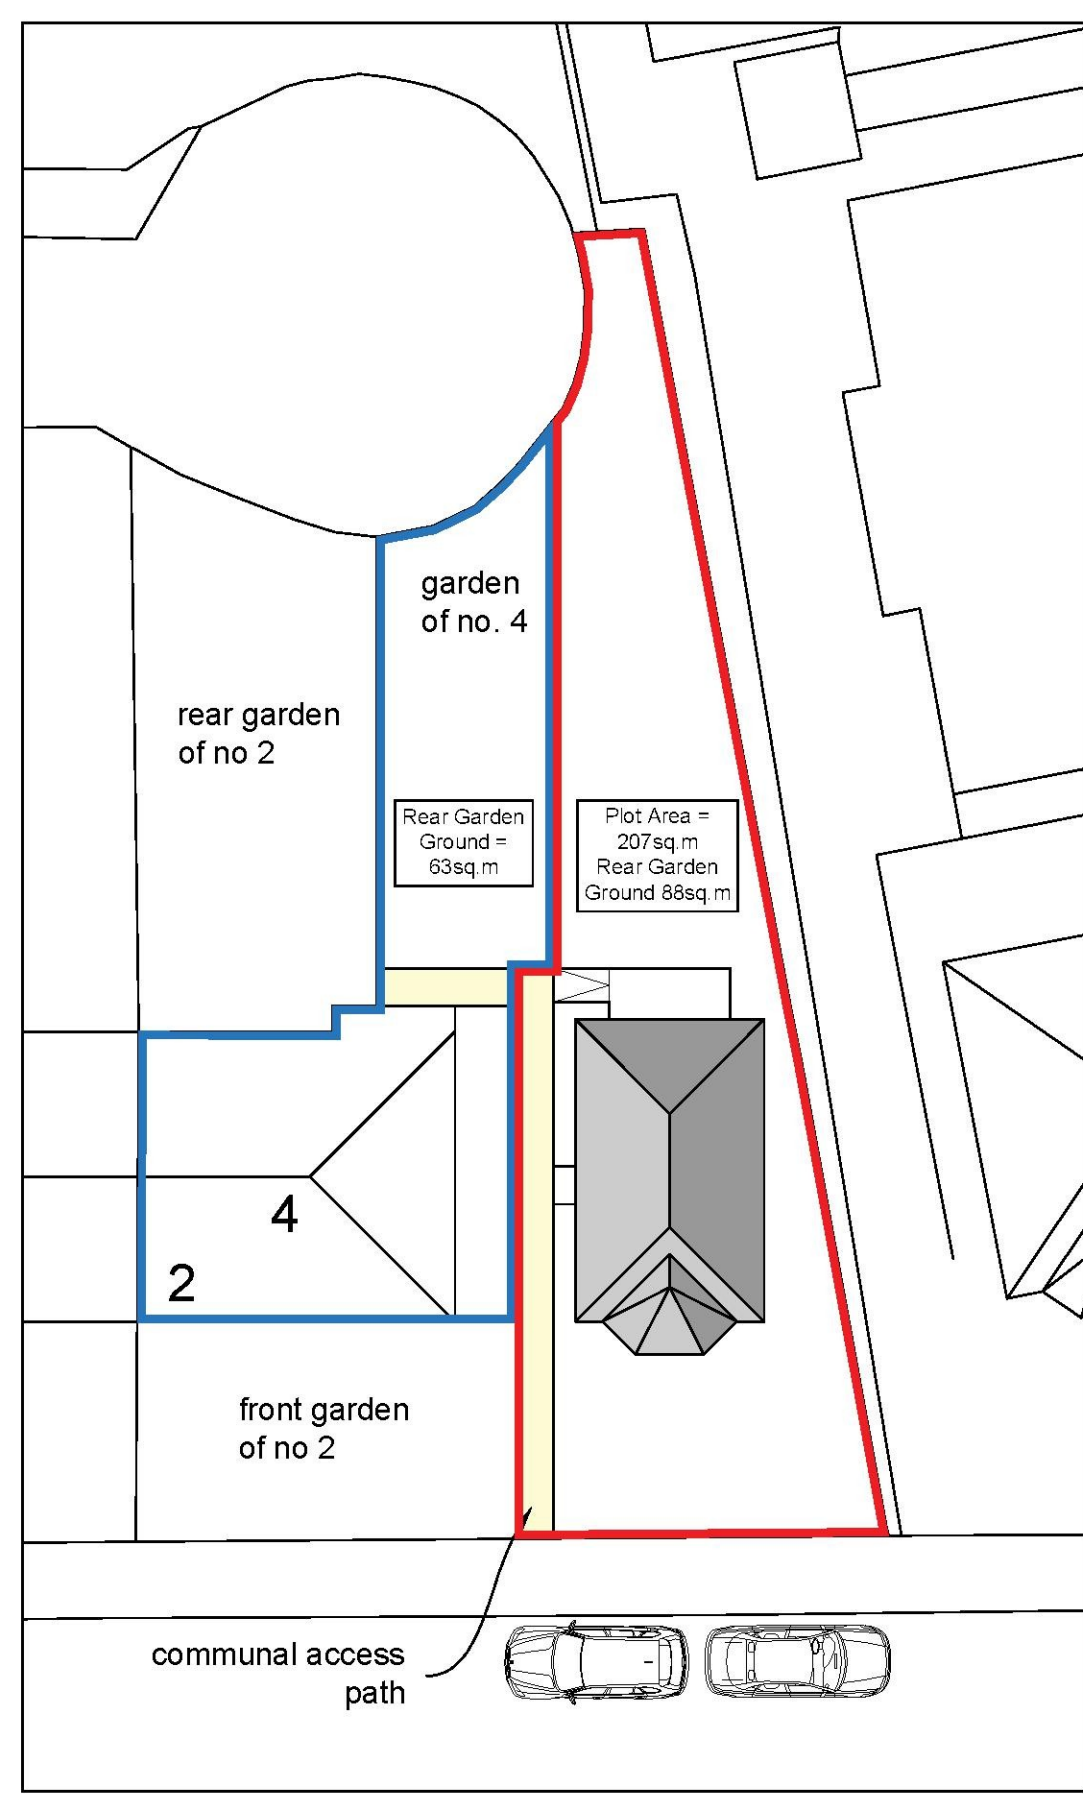 garden
of no. 4
rear garden
of no 2
Rear Garden
Ground =
63sq.m
Plot Area =
207sq.m
Rear Garden
Ground 88sq.m
4
2
front garden
of no 2
communal access
path